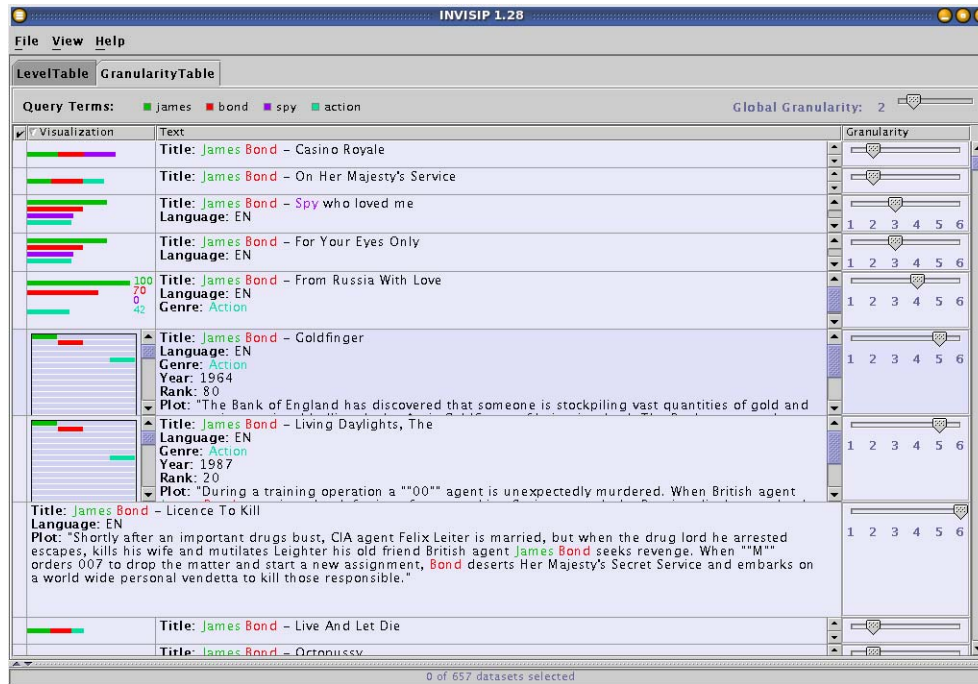 INVISIP 1.28
File View Help
LevelTable GranularityTable
Query Terms: james bond spy action Global Granularity: 2
Visualization Text Granularity
Title: James Bond – Casino Royale
Title: James Bond – On Her Majesty's Service
Title: James Bond – Spy who loved me
Language: EN
1 2 3 4 5 6
Title: James Bond – For Your Eyes Only
Language: EN
1 2 3 4 5 6
100 Title: James Bond – From Russia With Love
70 Language: EN
0 Genre: Action
42
1 2 3 4 5 6
Title: James Bond – Goldfinger
Language: EN
Genre: Action
1 2 3 4 5 6
Year: 1964
Rank: 80
Plot: "The Bank of England has discovered that someone is stockpiling vast quantities of gold and
Title: James Bond – Living Daylights, The
Language: EN
Genre: Action
1 2 3 4 5 6
Year: 1987
Rank: 20
Plot: "During a training operation a ""00"" agent is unexpectedly murdered. When British agent
Title: James Bond – Licence To Kill
Language: EN
Plot: "Shortly after an important drugs bust, CIA agent Felix Leiter is married, but when the drug lord he arrested
1 2 3 4 5 6
escapes, kills his wife and mutilates Leighter his old friend British agent James Bond seeks revenge. When ""M""
orders 007 to drop the matter and start a new assignment, Bond deserts Her Majesty's Secret Service and embarks on
a world wide personal vendetta to kill those responsible."
Title: James Bond – Live And Let Die
Title: James Bond – Octopussy
0 of 657 datasets selected